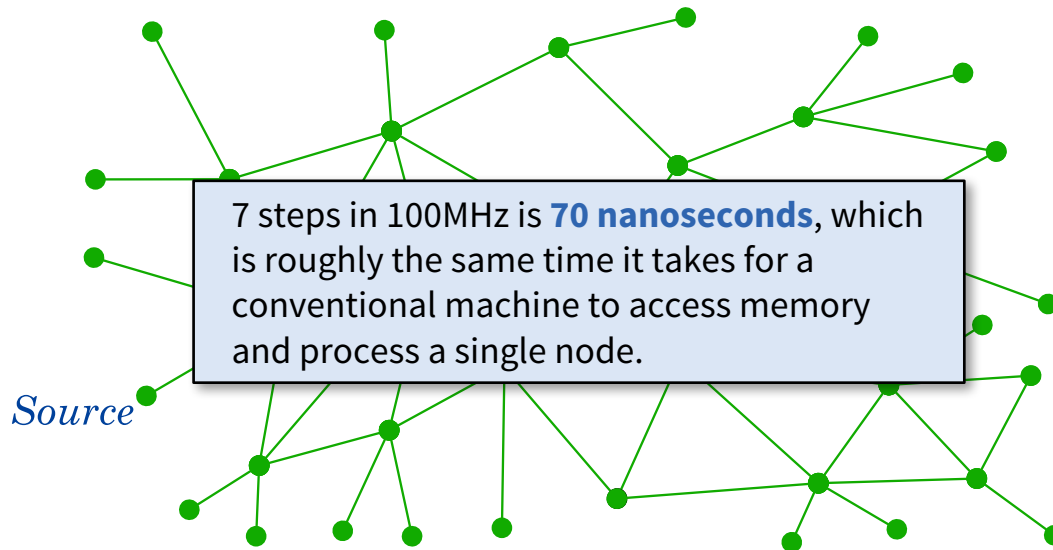 7 steps in 100MHz is 70 nanoseconds, which
is roughly the same time it takes for a
conventional machine to access memory
and process a single node.
Source